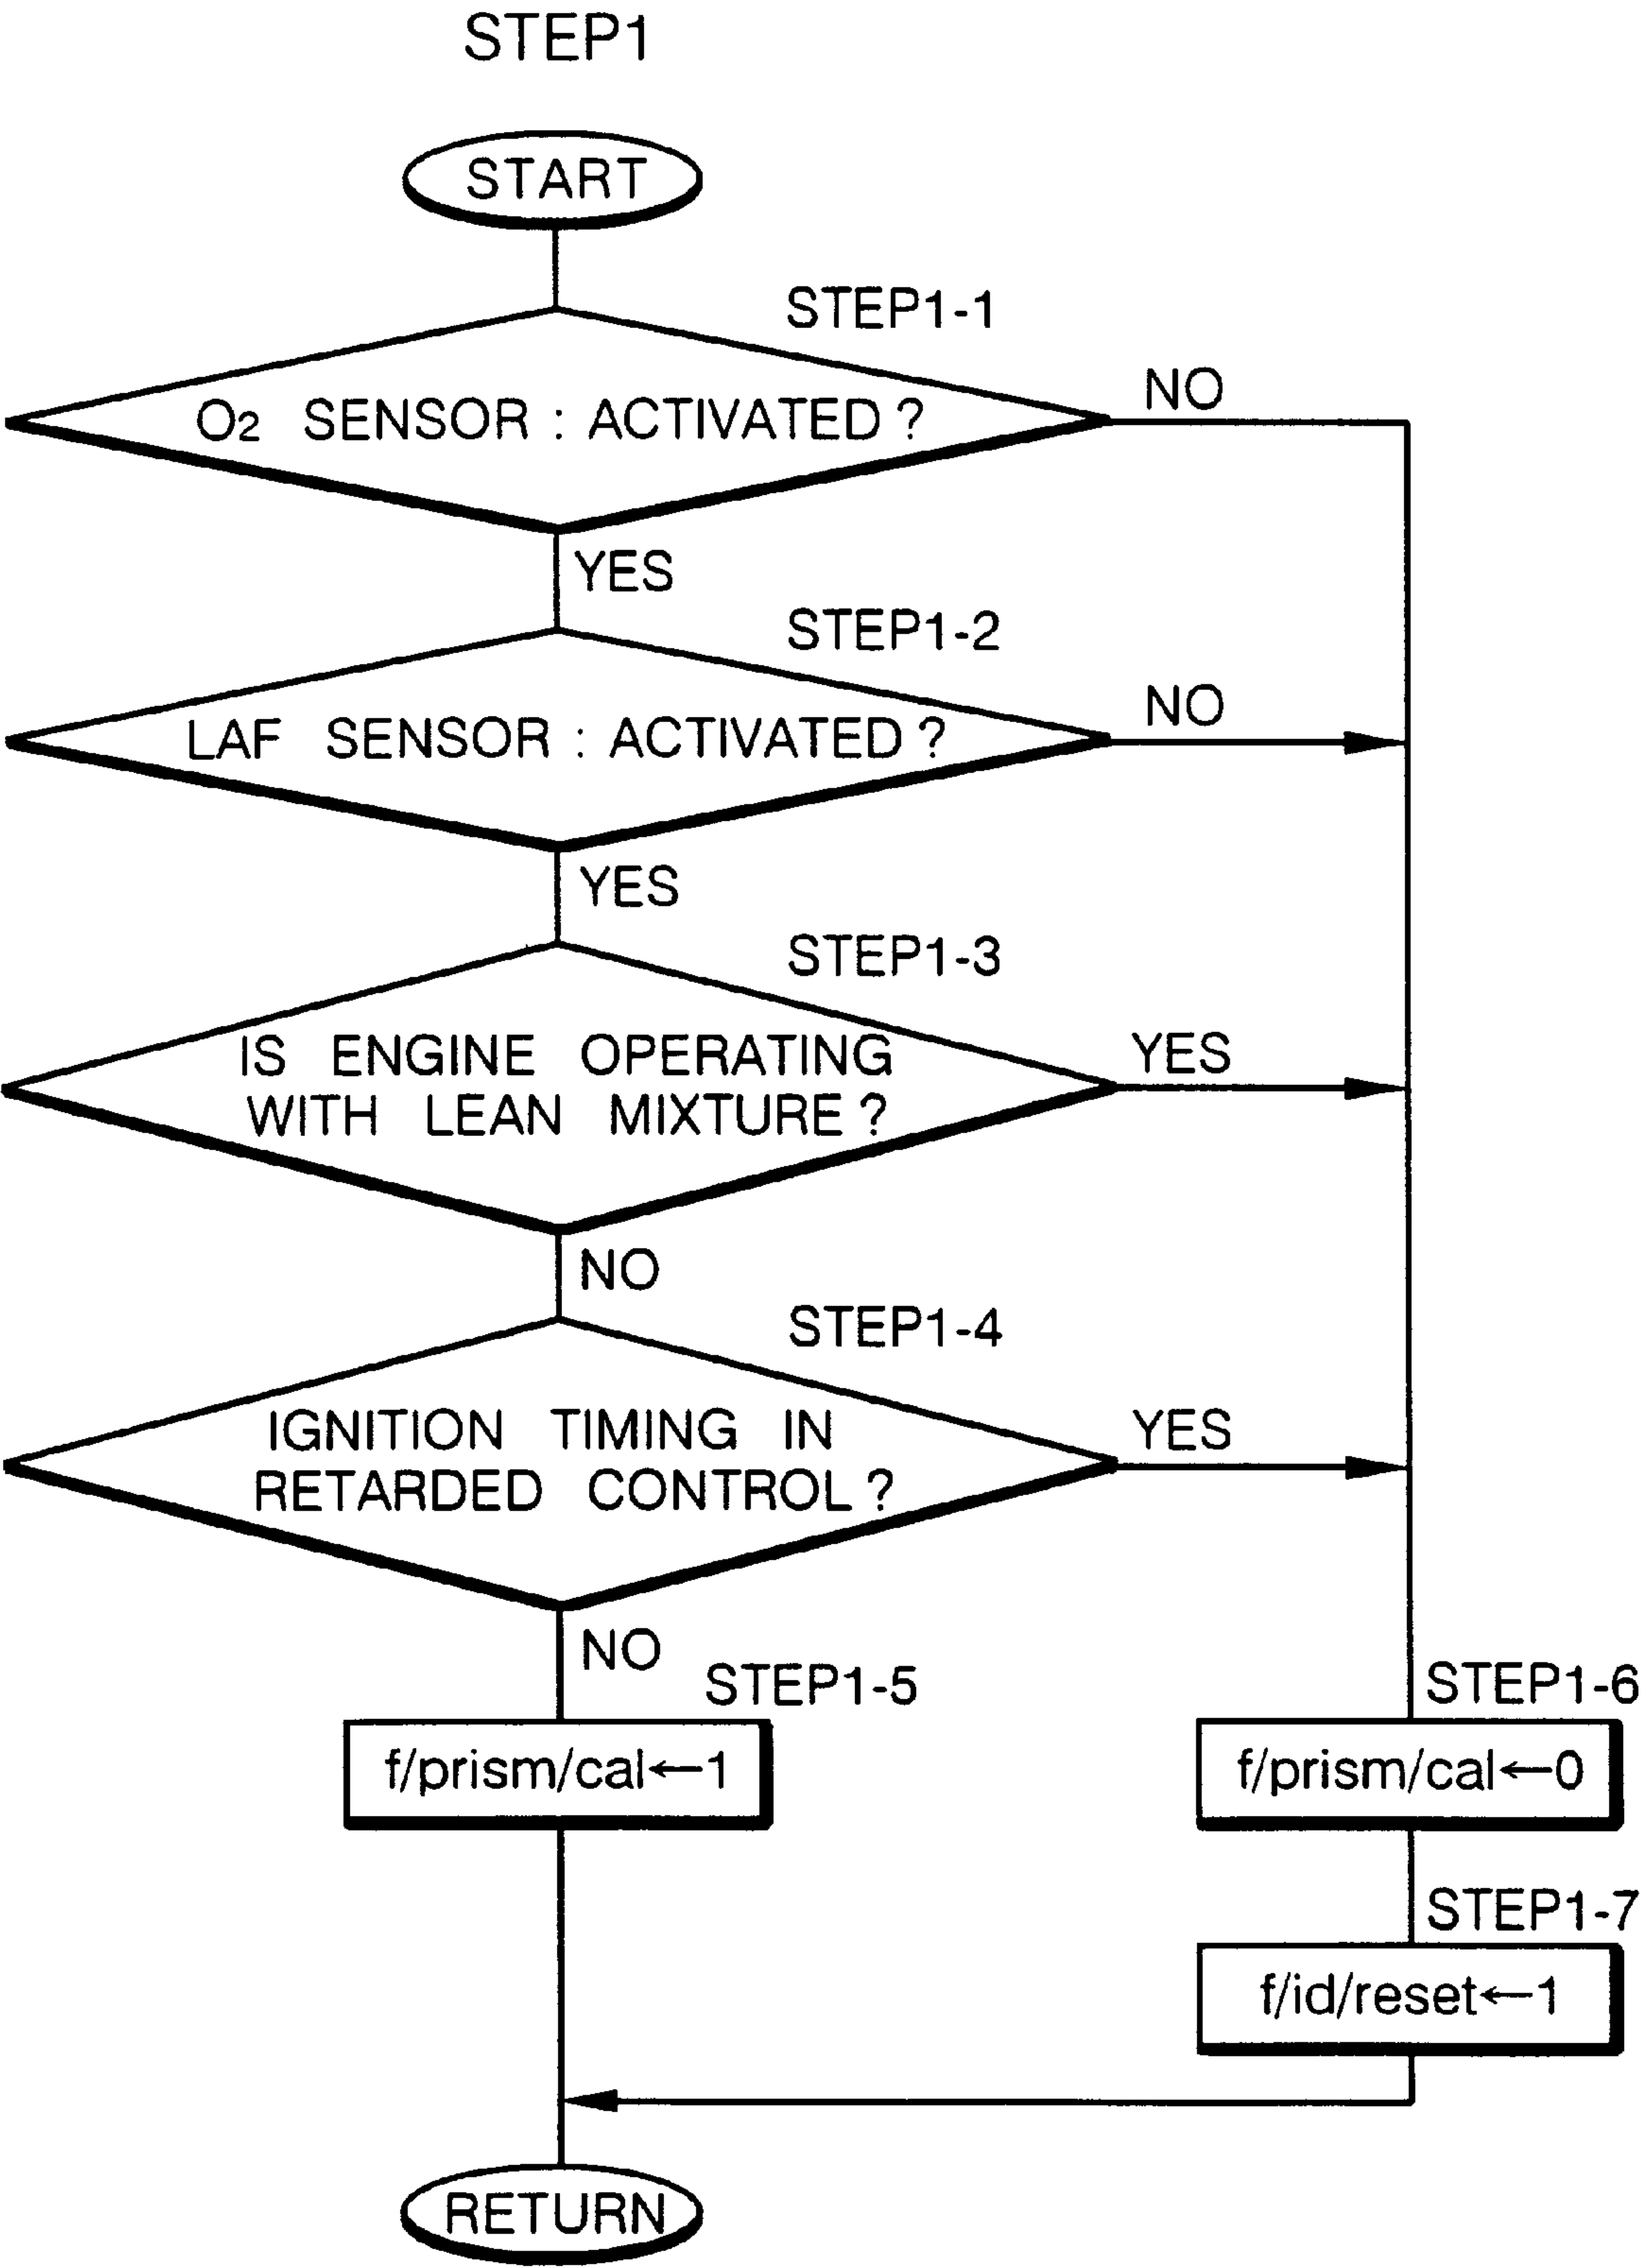 STEP1
START
STEP1-1
O2 SENSOR : ACTIVATED ?
NO
YES
STEP1-2
LAF SENSOR : ACTIVATED ?
NO
YES
STEP1-3
IS ENGINE OPERATING
WITH LEAN MIXTURE ?
YES
NO
STEP1-4
IGNITION TIMING IN
RETARDED CONTROL ?
YES
NO
STEP1-5
f/prism/cal←1
STEP1-6
f/prism/cal←0
STEP1-7
f/id/reset←1
RETURN